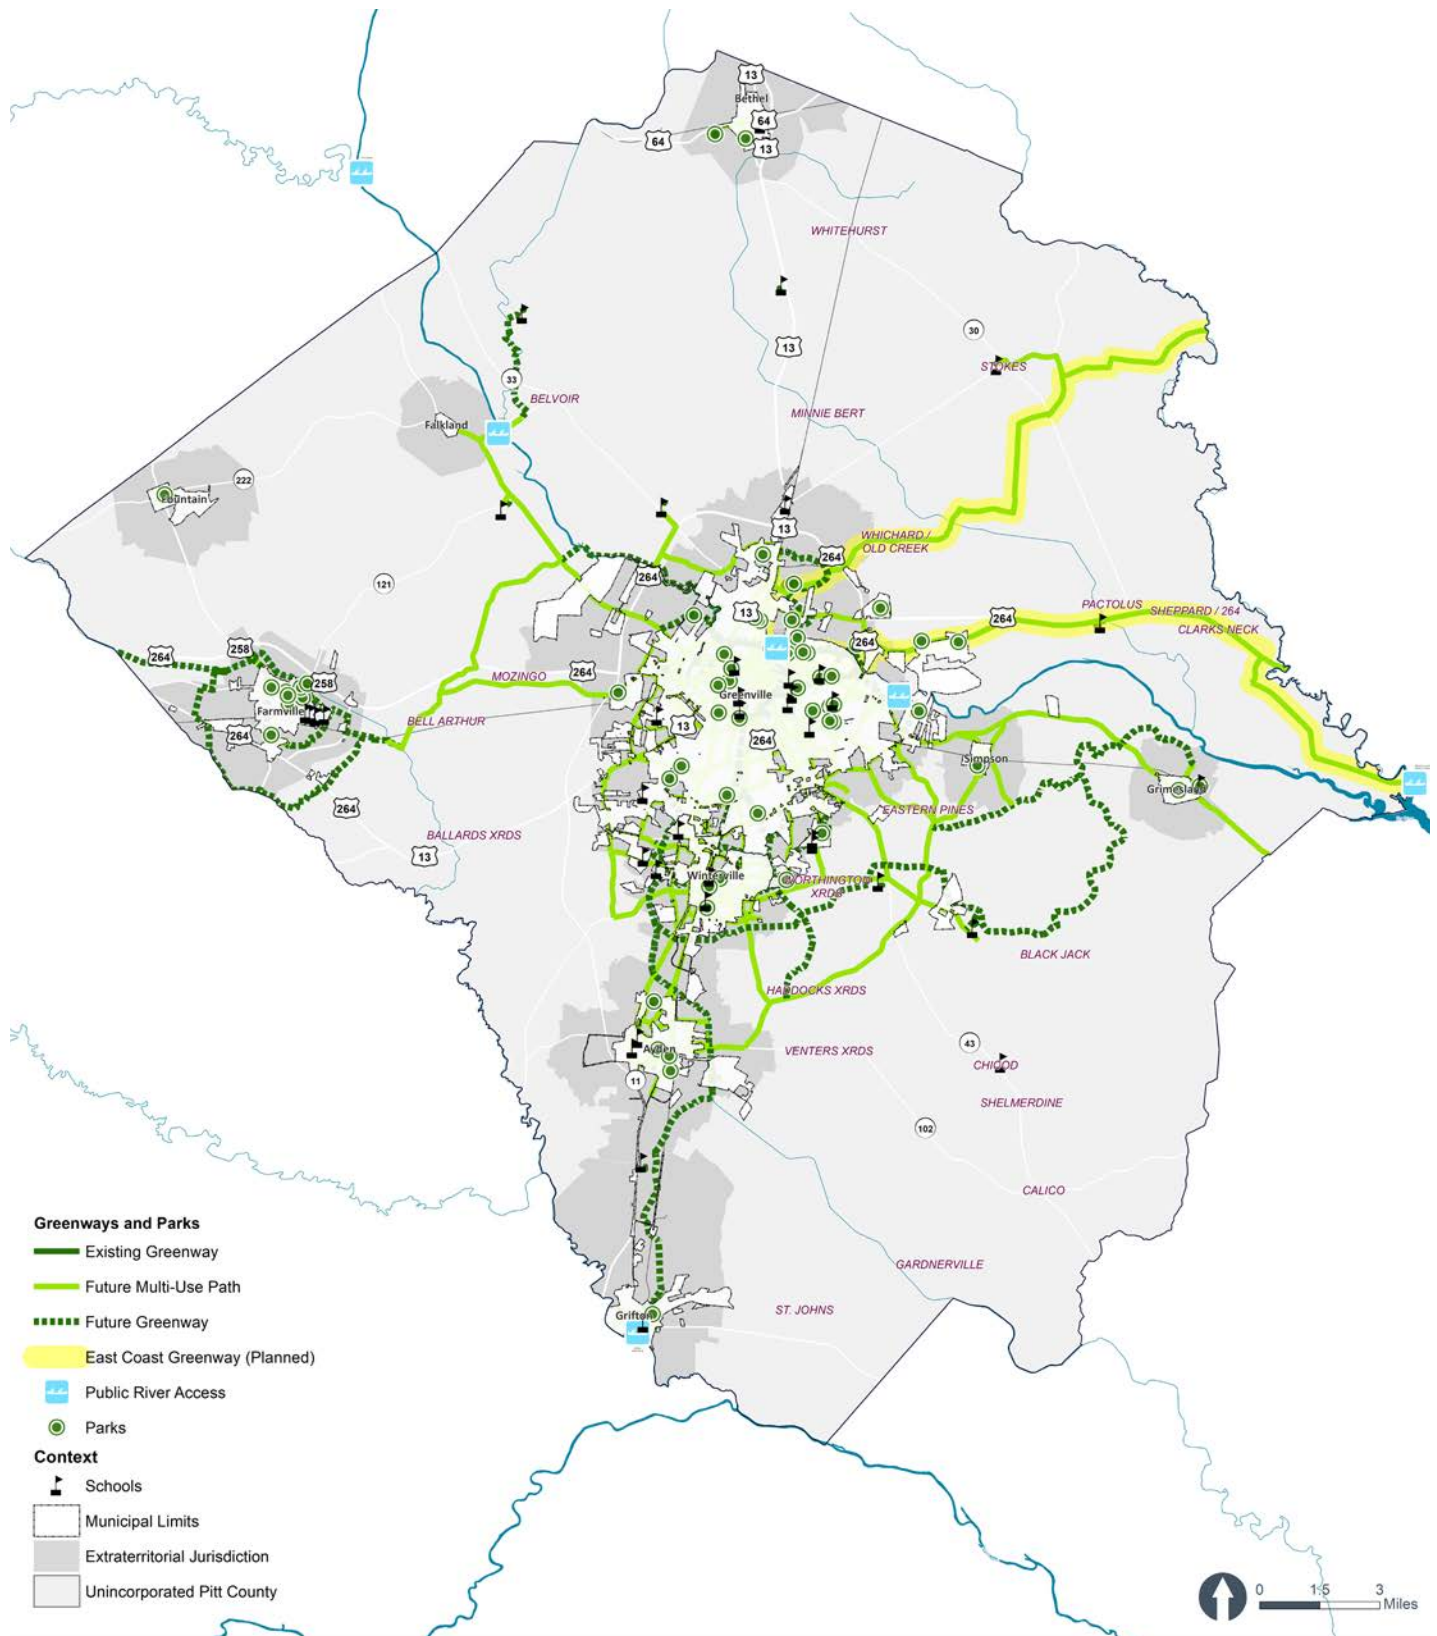 13
Bethel
64
64
13
WHITEHURST
30
13
STOKES
33
BELVOIR
MINNIE BERT
Falkland
222
Fountain
13
WHICHARD /
OLD CREEK
264
264
121
13
PACTOLUS
SHEPPARD / 264
264
CLARKS NECK
264
258
264
264
MOZINGO
258
Greenville
Farmville
BELL ARTHUR
13
264
264
Simpson
Grimesland
264
EASTERN PINES
BALLARDS XRDS
13
Winterville
WORTHINGTON
XRDS
BLACK JACK
HADDOCKS XRDS
43
Ayden
VENTERS XRDS
CHICOD
11
SHELMERDINE
102
CALICO
GARDNERVILLE
ST. JOHNS
Grifton
Greenways and Parks
Existing Greenway
Future Multi-Use Path
Future Greenway
East Coast Greenway (Planned)
Public River Access
Parks
Context
Schools
Municipal Limits
Extraterritorial Jurisdiction
Unincorporated Pitt County
0 1.5 3
Miles